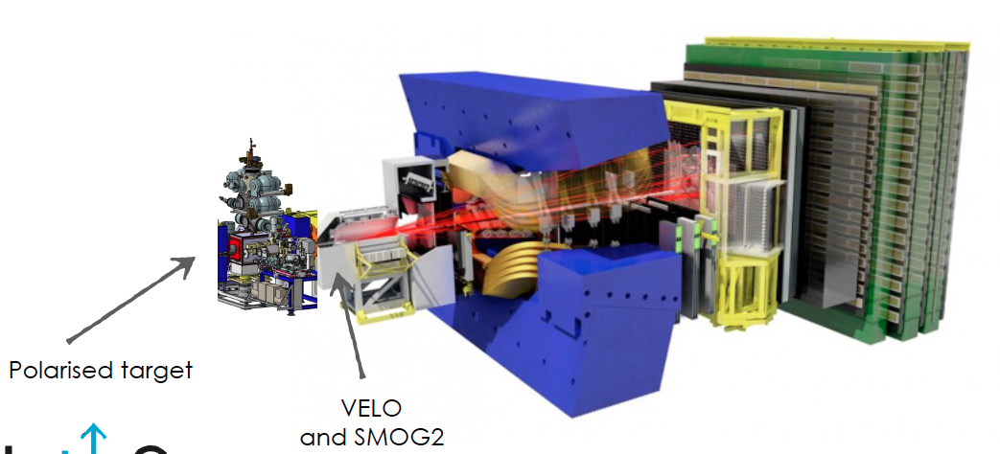 Polarised target
VELO
and SMOG2